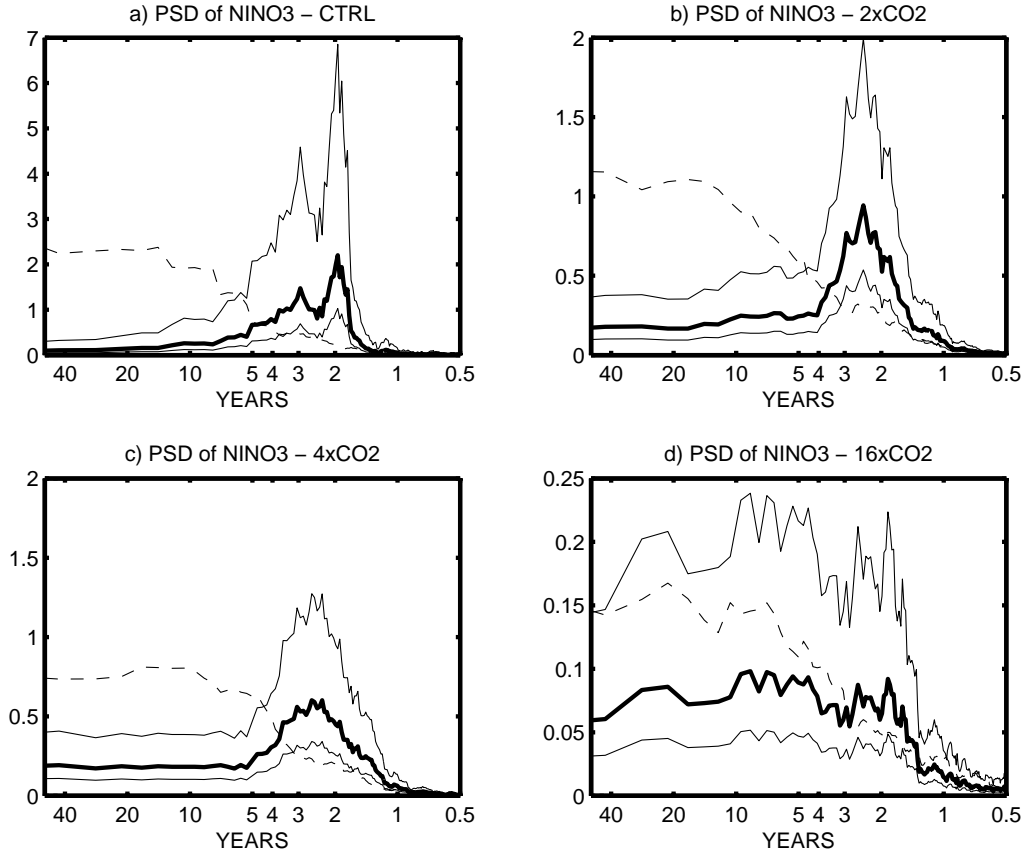 a) PSD of NINO3 − CTRL
7
6
5
4
3
2
1
0
40 20 10 5 4 3 2 1 0.5
YEARS
b) PSD of NINO3 − 2xCO2
2
1.5
1
0.5
0
40 20 10 5 4 3 2 1 0.5
YEARS
c) PSD of NINO3 − 4xCO2
2
1.5
1
0.5
0
40 20 10 5 4 3 2 1 0.5
YEARS
d) PSD of NINO3 − 16xCO2
0.25
0.2
0.15
0.1
0.05
0
40 20 10 5 4 3 2 1 0.5
YEARS